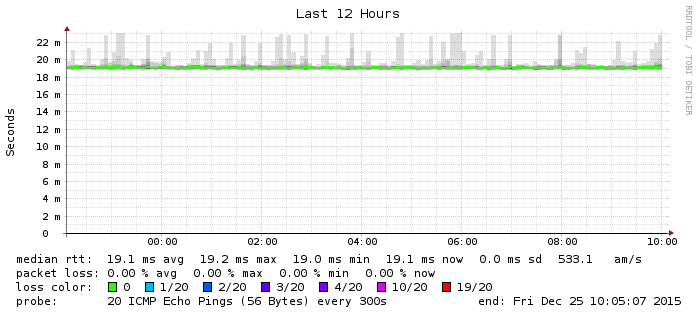 Last 12 Hours
RRDTOOL / TOBI OETIKER
Seconds
22 m
20 m
18 m
16 m
14 m
12 m
10 m
8 m
6 m
4 m
2 m
0
00:00 02:00 04:00 06:00 08:00 10:00
median rtt: 19.1 ms avg 19.2 ms max 19.0 ms min 19.1 ms now 0.0 ms sd 533.1 am/s
packet loss: 0.00 % avg 0.00 % max 0.00 % min 0.00 % now
loss color: 0 1/20 2/20 3/20 4/20 10/20 19/20
probe: 20 ICMP Echo Pings (56 Bytes) every 300s end: Fri Dec 25 10:05:07 2015